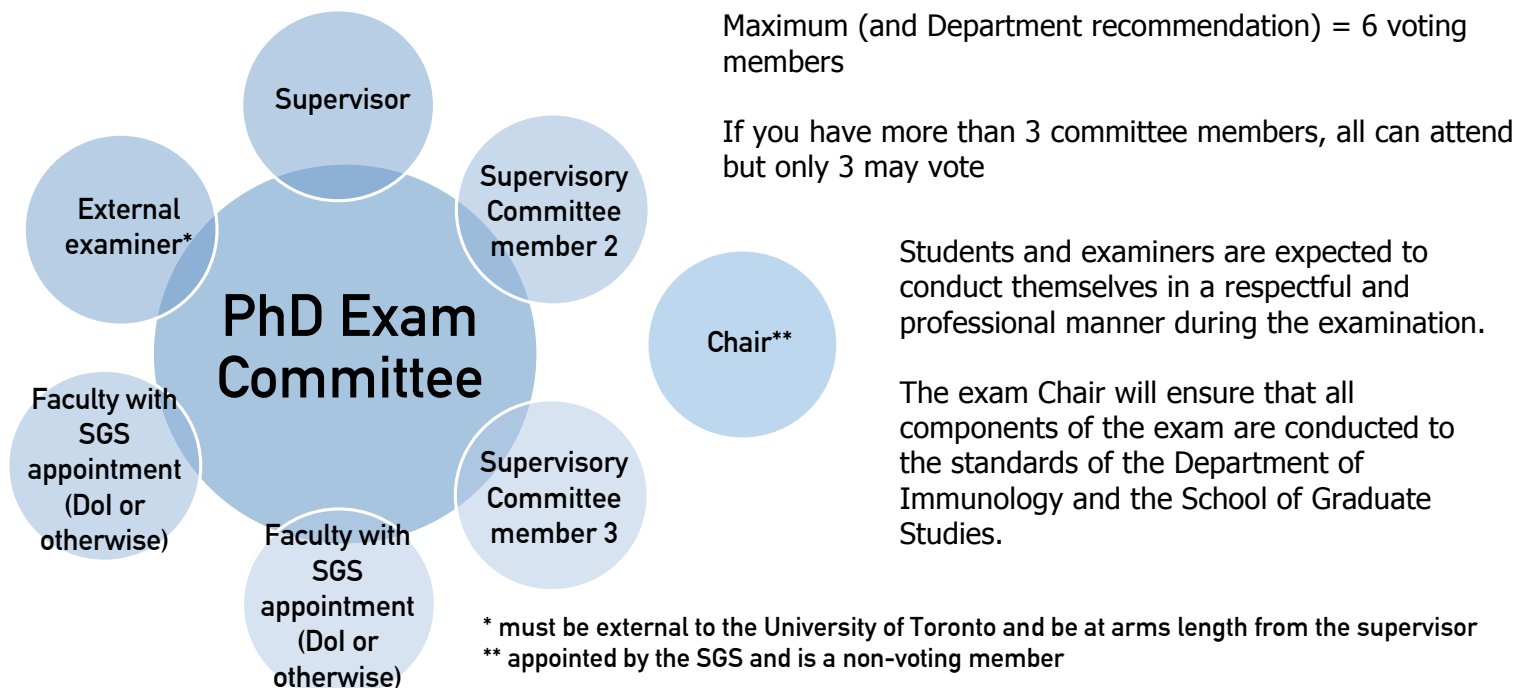 Maximum (and Department recommendation) = 6 voting
members
If you have more than 3 committee members, all can attend
but only 3 may vote
Supervisor
Supervisory
Committee
member 2
External
examiner*
PhD Exam
Committee
Chair**
Students and examiners are expected to
conduct themselves in a respectful and
professional manner during the examination.
The exam Chair will ensure that all
components of the exam are conducted to
the standards of the Department of
Immunology and the School of Graduate
Studies.
Faculty with
SGS
appointment
(DoI or
otherwise)
Supervisory
Committee
member 3
Faculty with
SGS
appointment
(DoI or
otherwise)
* must be external to the University of Toronto and be at arms length from the supervisor
** appointed by the SGS and is a non-voting member